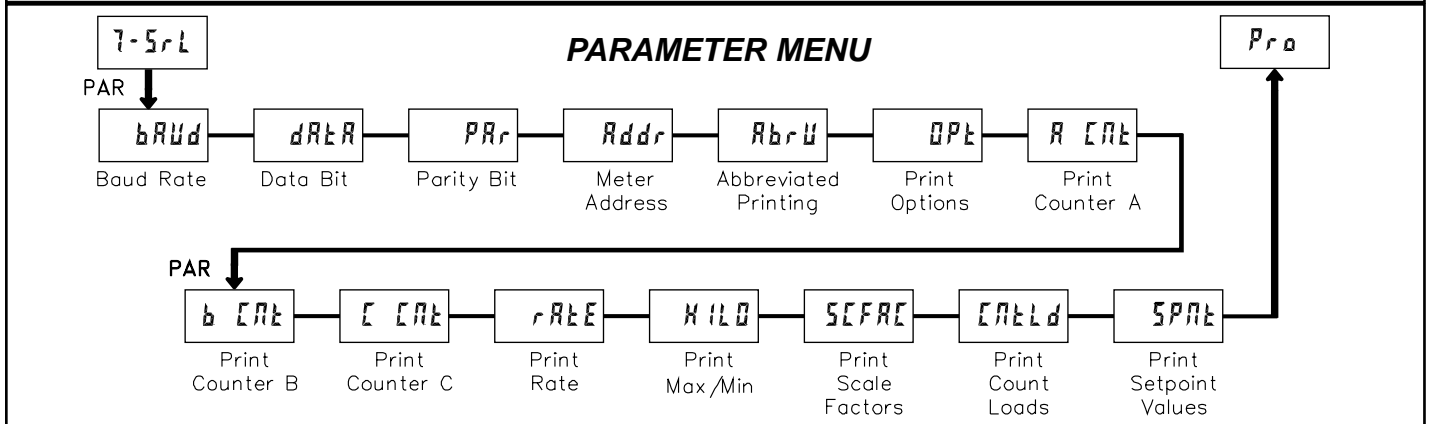 7-SrL
PARAMETER MENU
Pro
PAR
bAUd
dAtA
PAr
Addr
AbrU
OPt
A CNt
Baud Rate
Data Bit
Parity Bit
Meter
Address
Abbreviated
Printing
Print
Options
Print
Counter A
PAR
b CNt
C CNt
rAtE
HILO
SCFAC
CNtLd
SPNt
Print
Counter B
Print
Counter C
Print
Rate
Print
Max/Min
Print
Scale
Factors
Print
Count
Loads
Print
Setpoint
Values